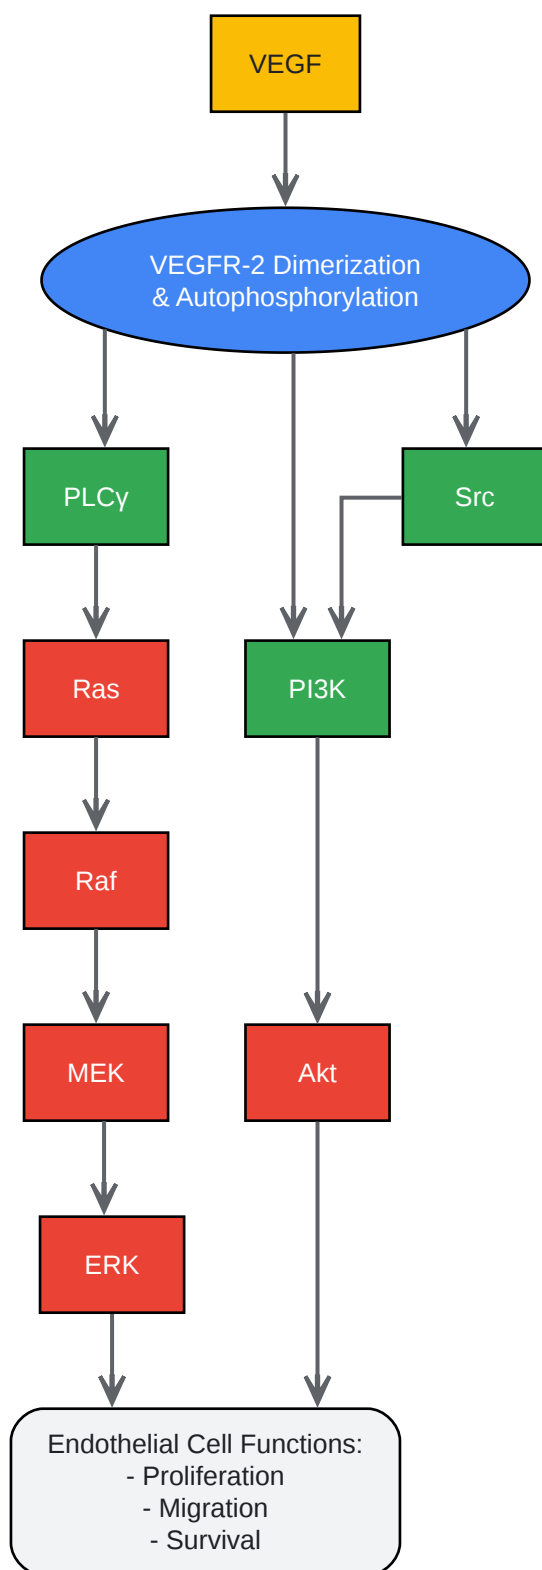 VEGF
VEGFR-2 Dimerization
& Autophosphorylation
PLCγ
Src
Ras
PI3K
Raf
MEK
Akt
ERK
Endothelial Cell Functions:
- Proliferation
- Migration
- Survival